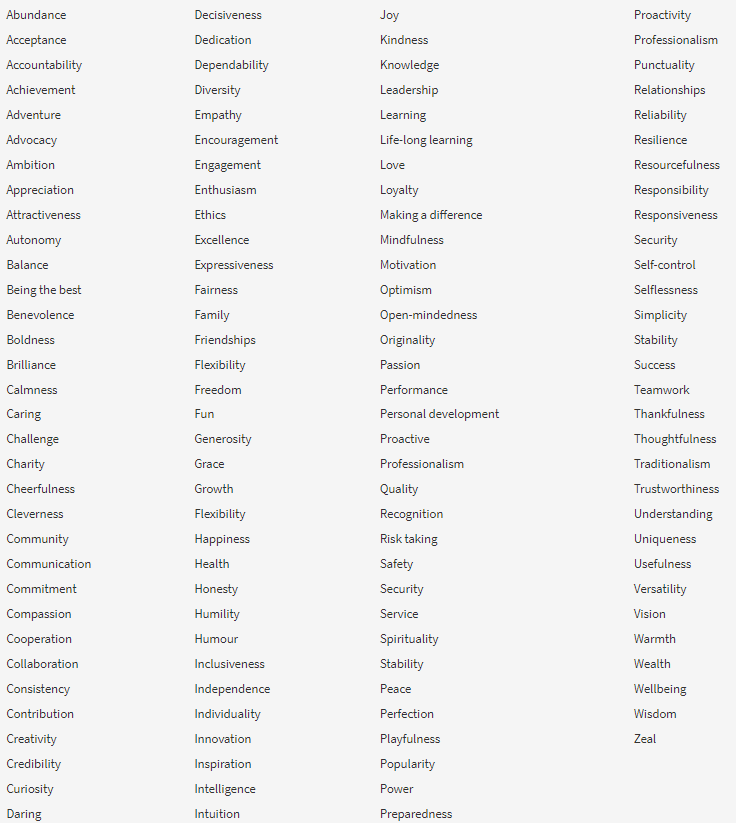 Abundance
Acceptance
Accountability
Achievement
Adventure
Advocacy
Ambition
Appreciation
Attractiveness
Autonomy
Balance
Being the best
Benevolence
Boldness
Brilliance
Calmness
Caring
Challenge
Charity
Cheerfulness
Cleverness
Community
Communication
Commitment
Compassion
Cooperation
Collaboration
Consistency
Contribution
Creativity
Credibility
Curiosity
Daring
Decisiveness
Dedication
Dependability
Diversity
Empathy
Encouragement
Engagement
Enthusiasm
Ethics
Excellence
Expressiveness
Fairness
Family
Friendships
Flexibility
Freedom
Fun
Generosity
Grace
Growth
Flexibility
Happiness
Health
Honesty
Humility
Humour
Inclusiveness
Independence
Individuality
Innovation
Inspiration
Intelligence
Intuition
Joy
Kindness
Knowledge
Leadership
Learning
Life-long learning
Love
Loyalty
Making a difference
Mindfulness
Motivation
Optimism
Open-mindedness
Originality
Passion
Performance
Personal development
Proactive
Professionalism
Quality
Recognition
Risk taking
Safety
Security
Service
Spirituality
Stability
Peace
Perfection
Playfulness
Popularity
Power
Preparedness
Proactivity
Professionalism
Punctuality
Relationships
Reliability
Resilience
Resourcefulness
Responsibility
Responsiveness
Security
Self-control
Selflessness
Simplicity
Stability
Success
Teamwork
Thankfulness
Thoughtfulness
Traditionalism
Trustworthiness
Understanding
Uniqueness
Usefulness
Versatility
Vision
Warmth
Wealth
Wellbeing
Wisdom
Zeal